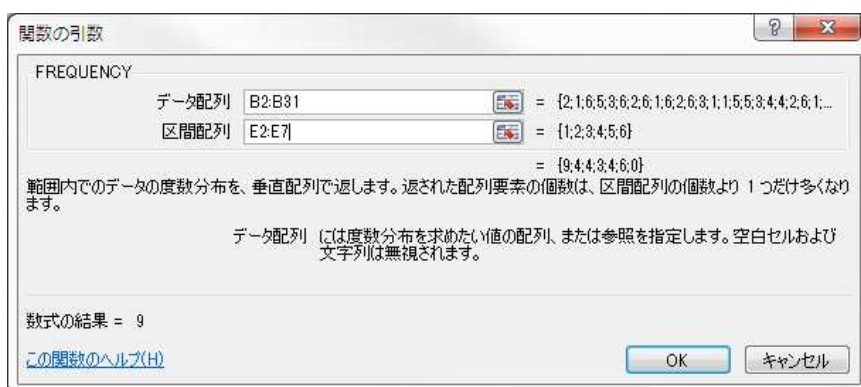 関数の引数
FREQUENCY
データ配列 B2:B31 = {2;1;6;5;3;6;2;6;1;6;2;6;3;1;1;5;5;3;4;4;2;6;1;...
区間配列 E2:E7 = {1;2;3;4;5;6}
= {9;4;4;3;4;6;0}
範囲内でのデータの度数分布を、垂直配列で返します。返された配列要素の個数は、区間配列の個数より 1 つだけ多くなり
ます。
データ配列 には度数分布を求めたい値の配列、または参照を指定します。空白セルおよび
文字列は無視されます。
数式の結果 = 9
この関数のヘルプ(H)
OK
キャンセル